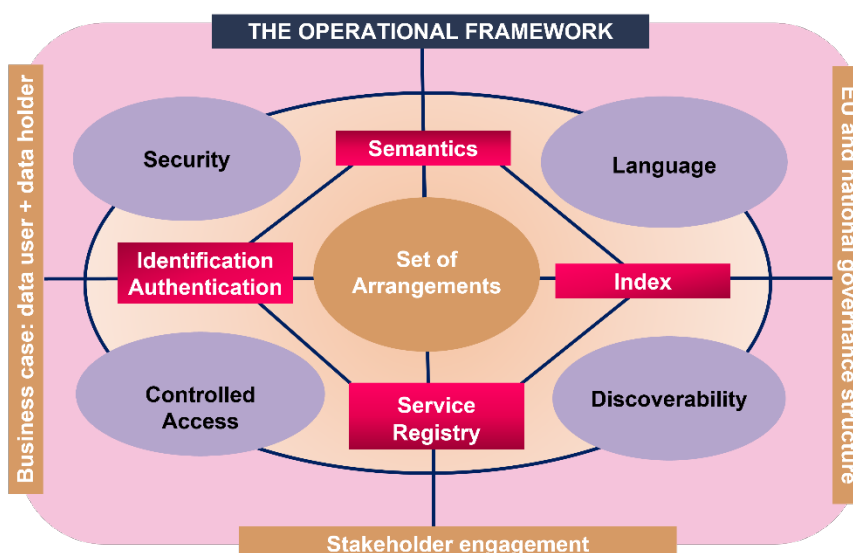 THE OPERATIONAL FRAMEWORK
Business case: data user + data holder
EU and national governance structure
Security
Semantics
Language
Identification
Authentication
Set of
Arrangements
Index
Controlled
Access
Service
Registry
Discoverability
Stakeholder engagement